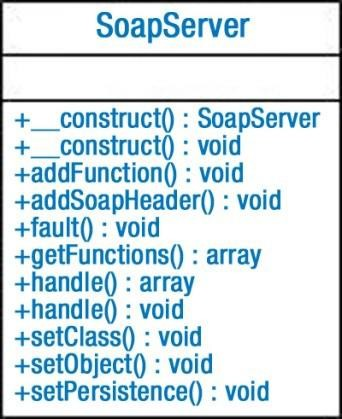 SoapServer
+__construct() : SoapServer
+__construct() : void
+addFunction() : void
+addSoapHeader() : void
+fault() : void
+getFunctions() : array
+handle() : array
+handle() : void
+setClass() : void
+setObject() : void
+setPersistence() : void